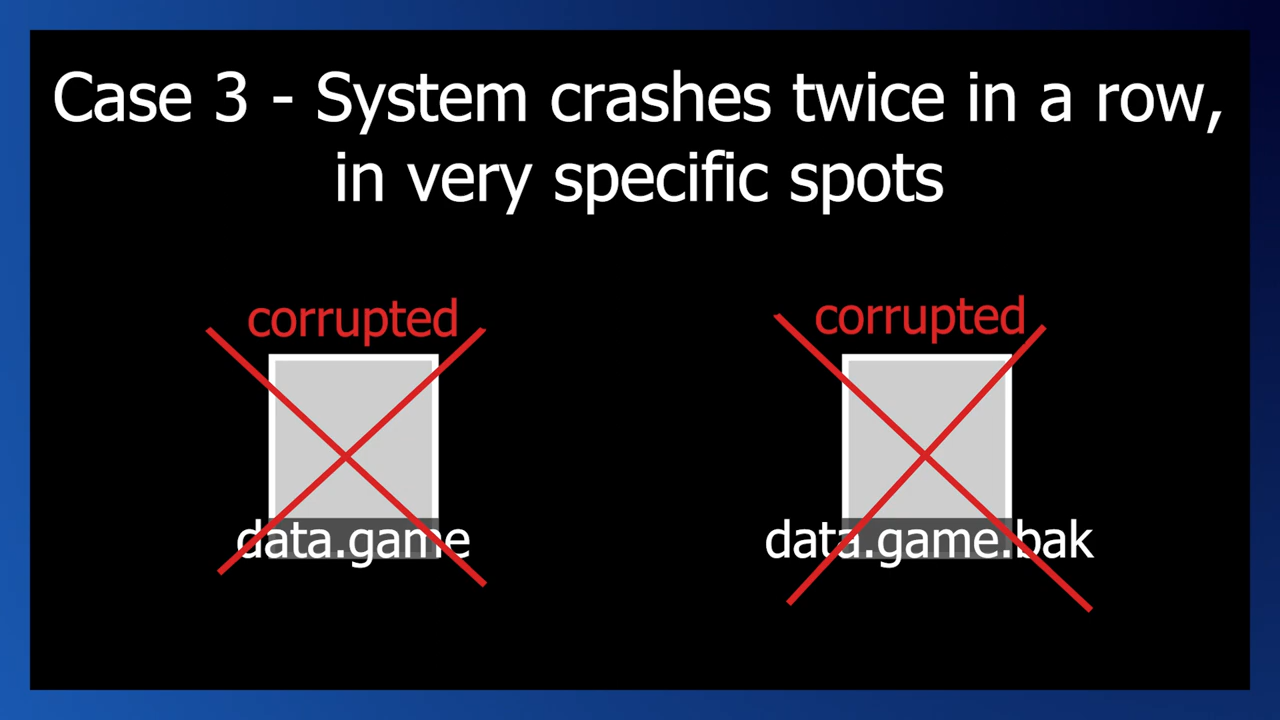 Case 3 - System crashes twice in a row,
in very specific spots
corrupted
corrupted
data.game
data.game.bak